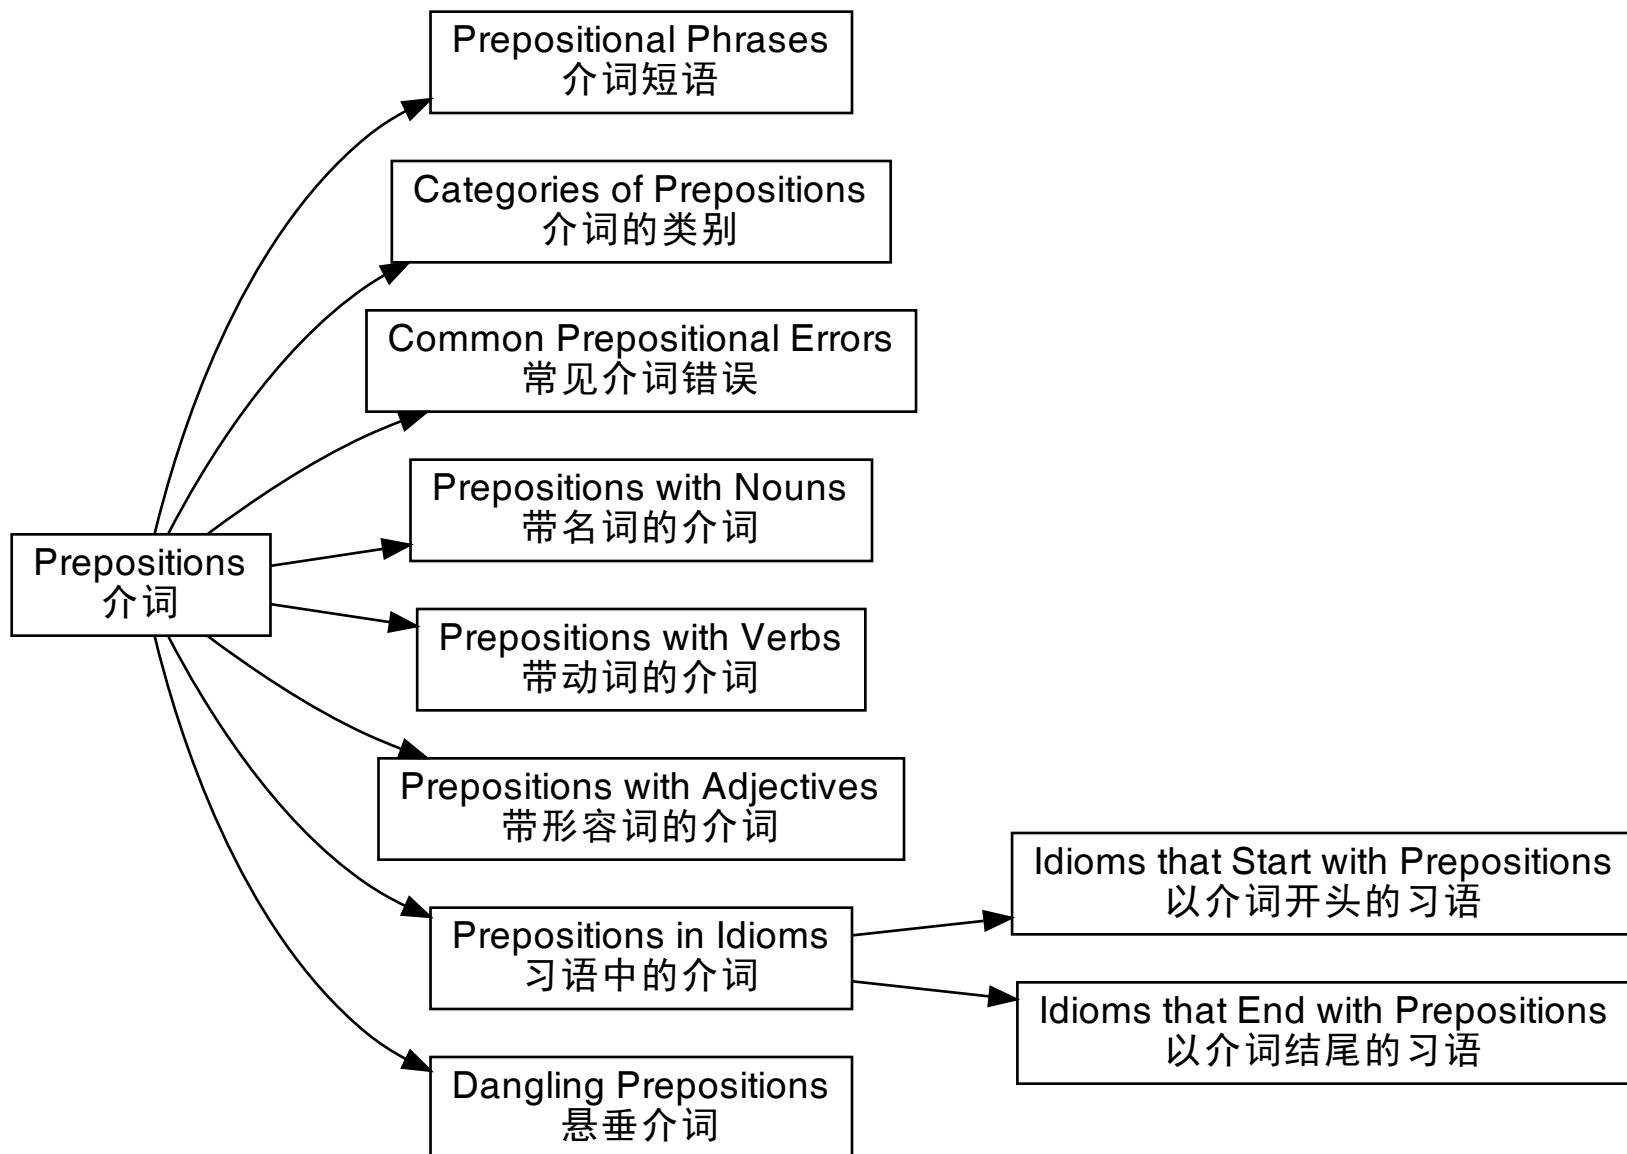 Prepositional Phrases
介词短语
Categories of Prepositions
介词的类别
Common Prepositional Errors
常见介词错误
Prepositions with Nouns
带名词的介词
Prepositions
介词
Prepositions with Verbs
带动词的介词
Prepositions with Adjectives
带形容词的介词
Idioms that Start with Prepositions
以介词开头的习语
Prepositions in Idioms
习语中的介词
Idioms that End with Prepositions
以介词结尾的习语
Dangling Prepositions
悬垂介词